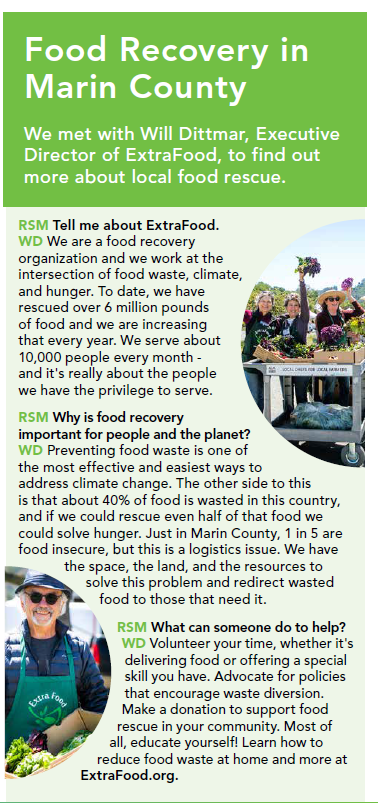 Food Recovery in
Marin County
We met with Will Dittmar, Executive
Director of ExtraFood, to find out
more about local food rescue.
RSM Tell me about ExtraFood.
WD We are a food recovery
organization and we work at the
intersection of food waste, climate,
and hunger. To date, we have
rescued over 6 million pounds
of food and we are increasing
that every year. We serve about
10,000 people every month -
and it's really about the people
we have the privilege to serve.
LOCAL GREENS FOR LOCAL FAMILIES
RSM Why is food recovery
important for people and the planet?
WD Preventing food waste is one of
the most effective and easiest ways to
address climate change. The other side to this
is that about 40% of food is wasted in this country,
and if we could rescue even half of that food we
could solve hunger. Just in Marin County, 1 in 5 are
food insecure, but this is a logistics issue. We have
the space, the land, and the resources to
solve this problem and redirect wasted
food to those that need it.
Extra Food
RSM What can someone do to help?
WD Volunteer your time, whether it's
delivering food or offering a special
skill you have. Advocate for policies
that encourage waste diversion.
Make a donation to support food
rescue in your community. Most of
all, educate yourself! Learn how to
reduce food waste at home and more at
ExtraFood.org.